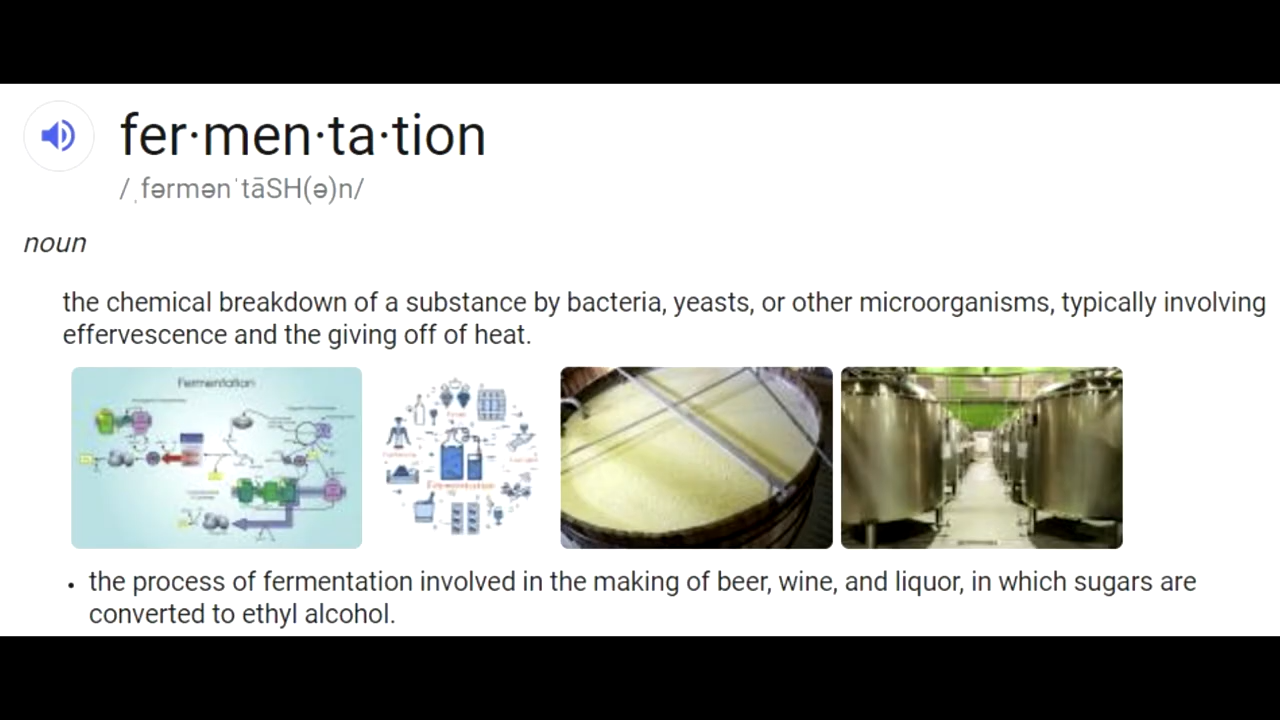 fer·men·ta·tion
/ˌfərmənˈtāSH(ə)n/
noun
the chemical breakdown of a substance by bacteria, yeasts, or other microorganisms, typically involving
effervescence and the giving off of heat.
Fermentation
Fermentation
• the process of fermentation involved in the making of beer, wine, and liquor, in which sugars are
converted to ethyl alcohol.